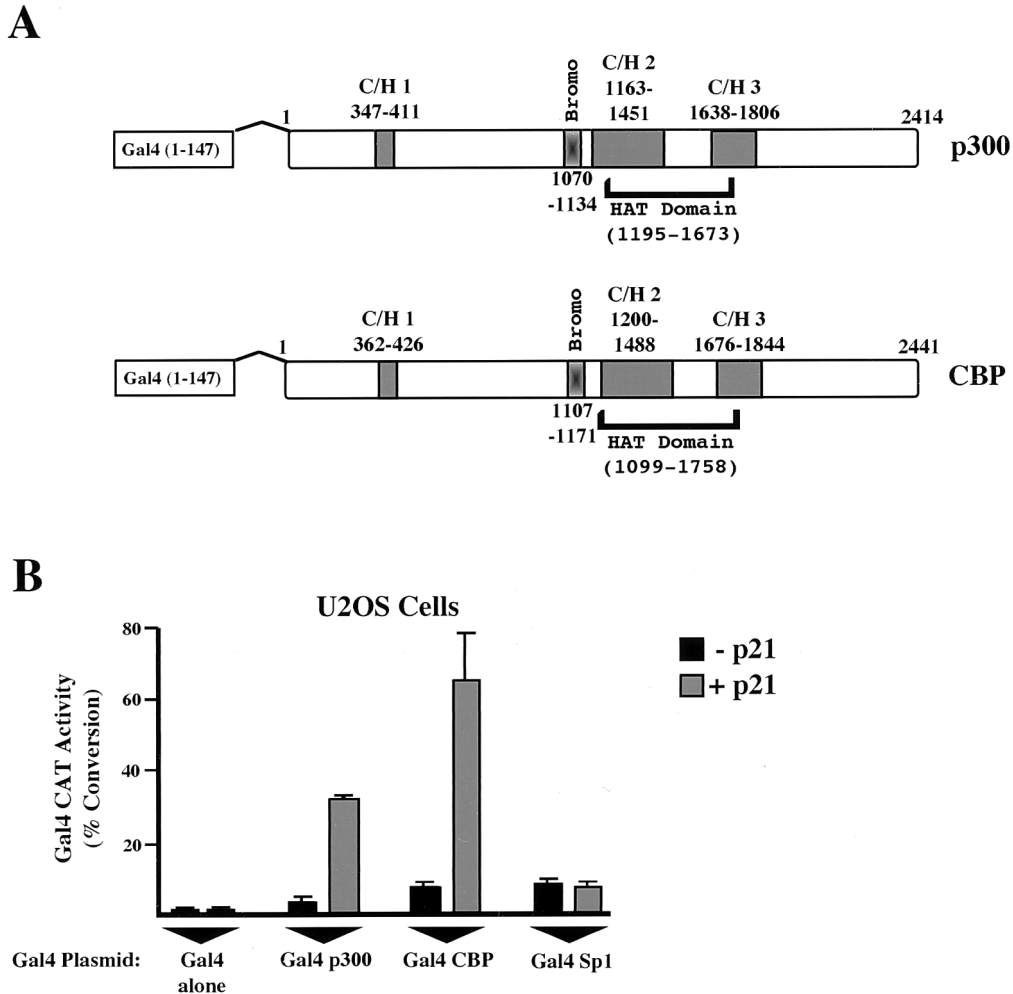 A
C/H 1
347-411
Bromo
C/H 2
1163-
1451
C/H 3
1638-1806
1
2414
Gal4 (1-147)
p300
1070
-1134
HAT Domain
(1195-1673)
C/H 1
362-426
Bromo
C/H 2
1200-
1488
C/H 3
1676-1844
1
2441
Gal4 (1-147)
CBP
1107
-1171
HAT Domain
(1099-1758)
B
U2OS Cells
Gal4 CAT Activity
(% Conversion)
80
60
40
20
- p21
+ p21
Gal4 Plasmid:
Gal4
alone
Gal4 p300
Gal4 CBP
Gal4 Sp1